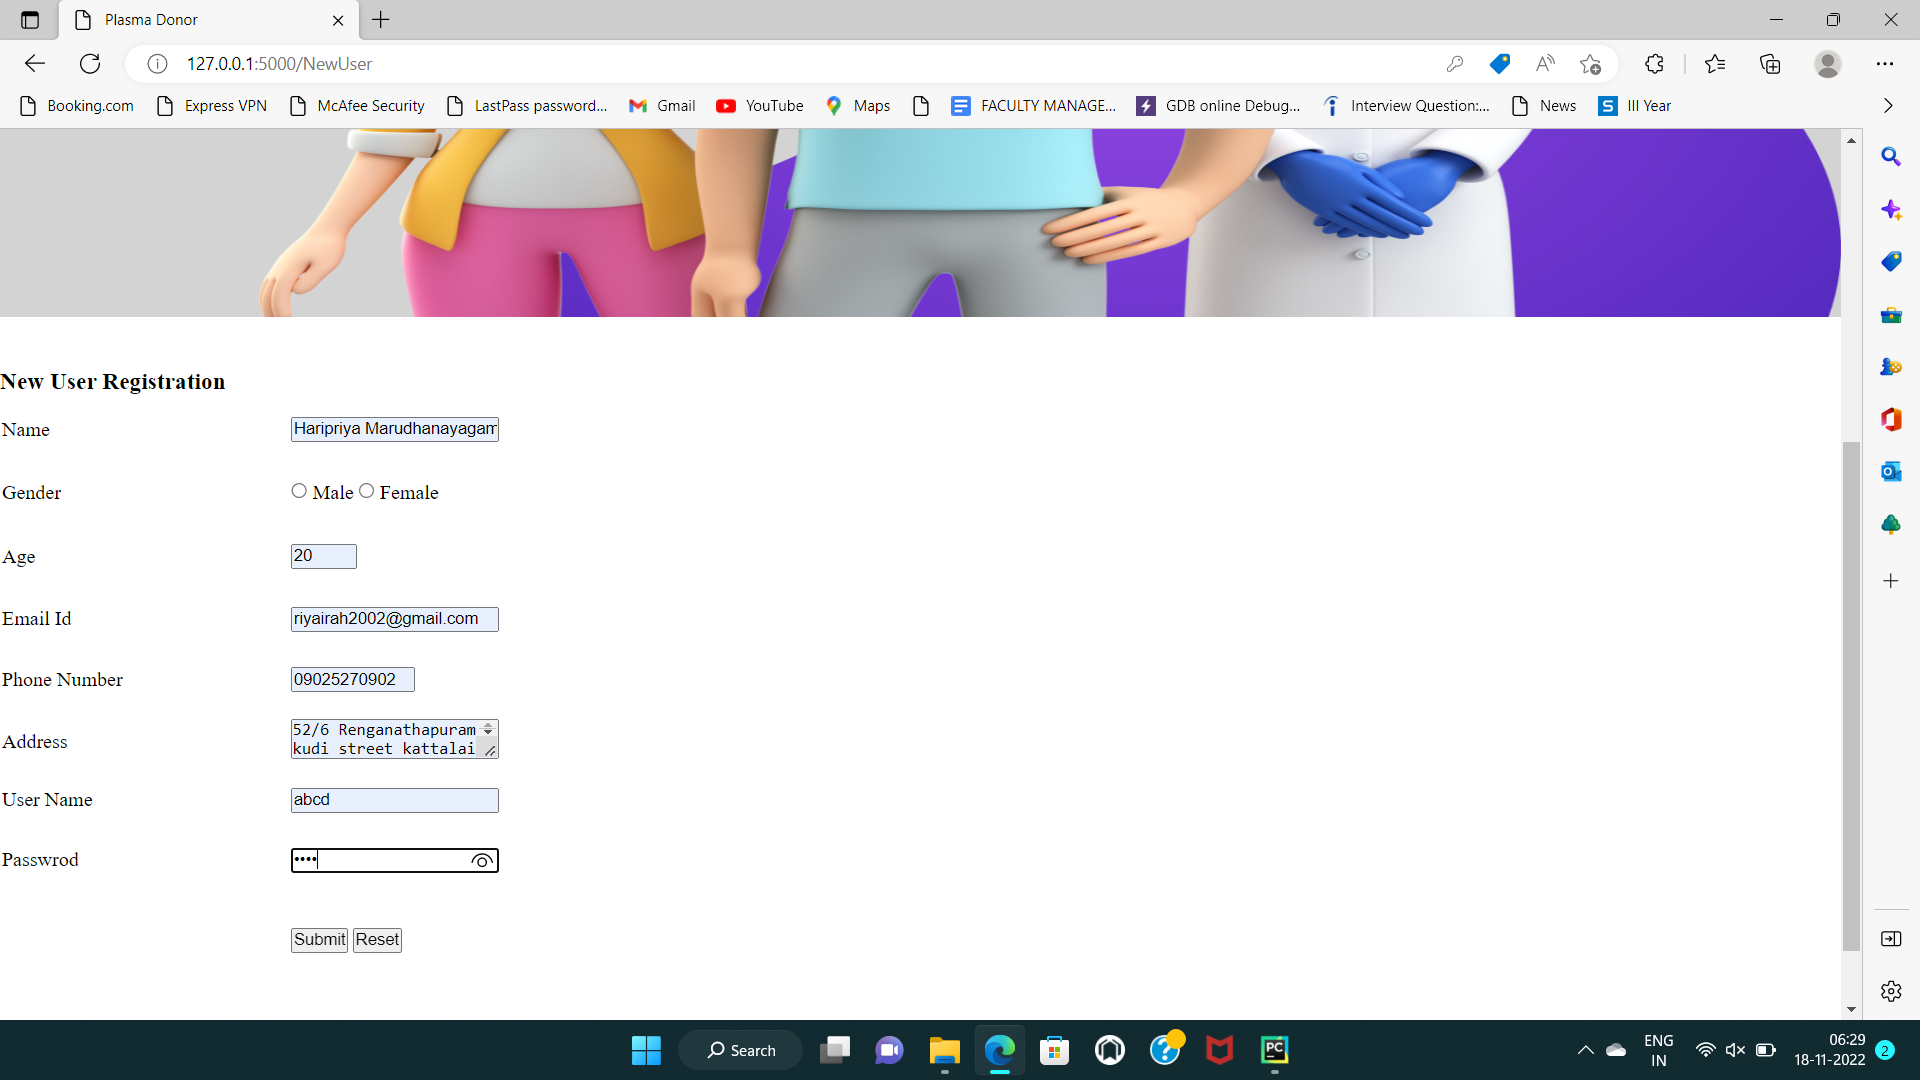 Plasma Donor
127.0.0.1:5000/NewUser
Booking.com Express VPN McAfee Security LastPass password... Gmail YouTube Maps FACULTY MANAGE... GDB online Debug... Interview Question:... News S III Year
New User Registration
Name Haripriya Marudhanayagam
Gender Male Female
Age 20
Email Id riyairah2002@gmail.com
Phone Number 09025270902
Address 52/6 Renganathapuram
kudi street kattalai
User Name abcd
Passwrod ••••
Submit Reset
Search
PC
ENG
IN
06:29
18-11-2022
2